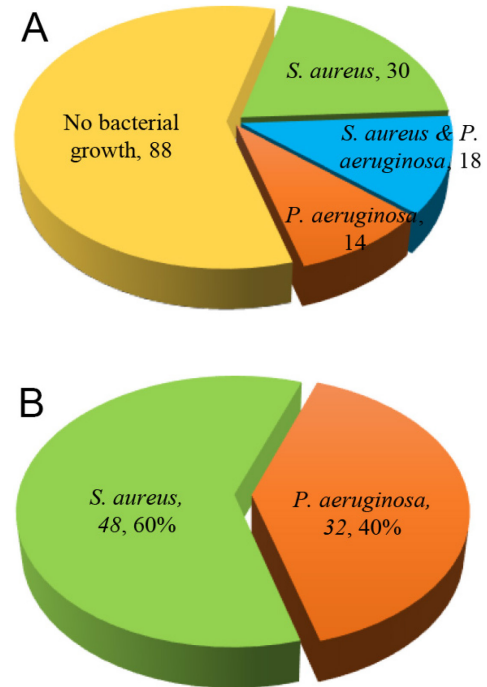 A
S. aureus, 30
No bacterial
growth, 88
S. aureus & P.
aeruginosa, 18
P. aeruginosa,
14
B
S. aureus,
48, 60%
P. aeruginosa,
32, 40%